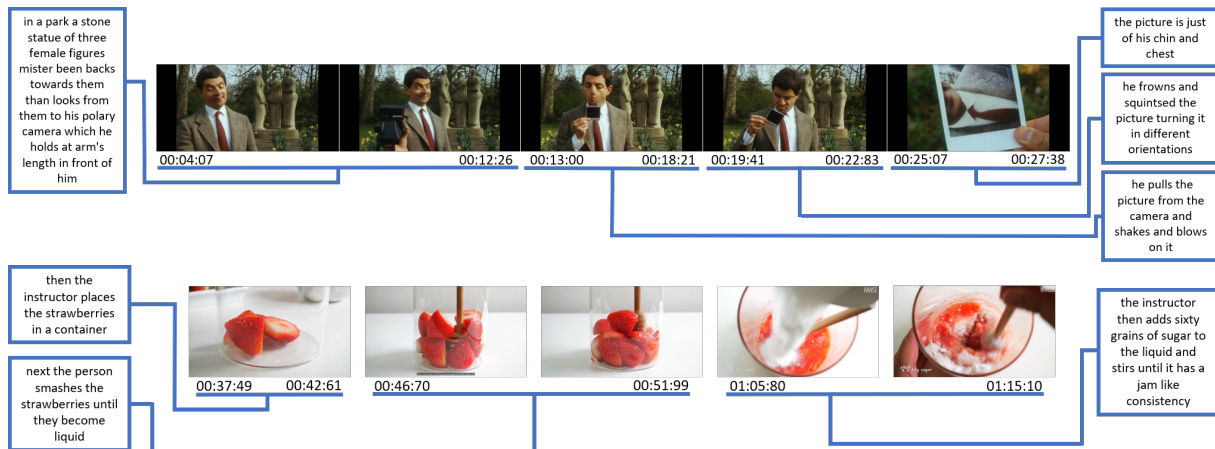 in a park a stone
statue of three
female figures
mister been backs
towards them
than looks from
them to his polary
camera which he
holds at arm's
length in front of
him
00:04:07
00:12:26
00:13:00
00:18:21
00:19:41
00:22:83
00:25:07
00:27:38
the picture is just
of his chin and
chest
he frowns and
squintsed the
picture turning it
in different
orientations
he pulls the
picture from the
camera and
shakes and blows
on it
then the
instructor places
the strawberries
in a container
next the person
smashes the
strawberries until
they become
liquid
00:37:49
00:42:61
00:46:70
00:51:99
01:05:80
01:15:10
the instructor
then adds sixty
grains of sugar to
the liquid and
stirs until it has a
jam like
consistency